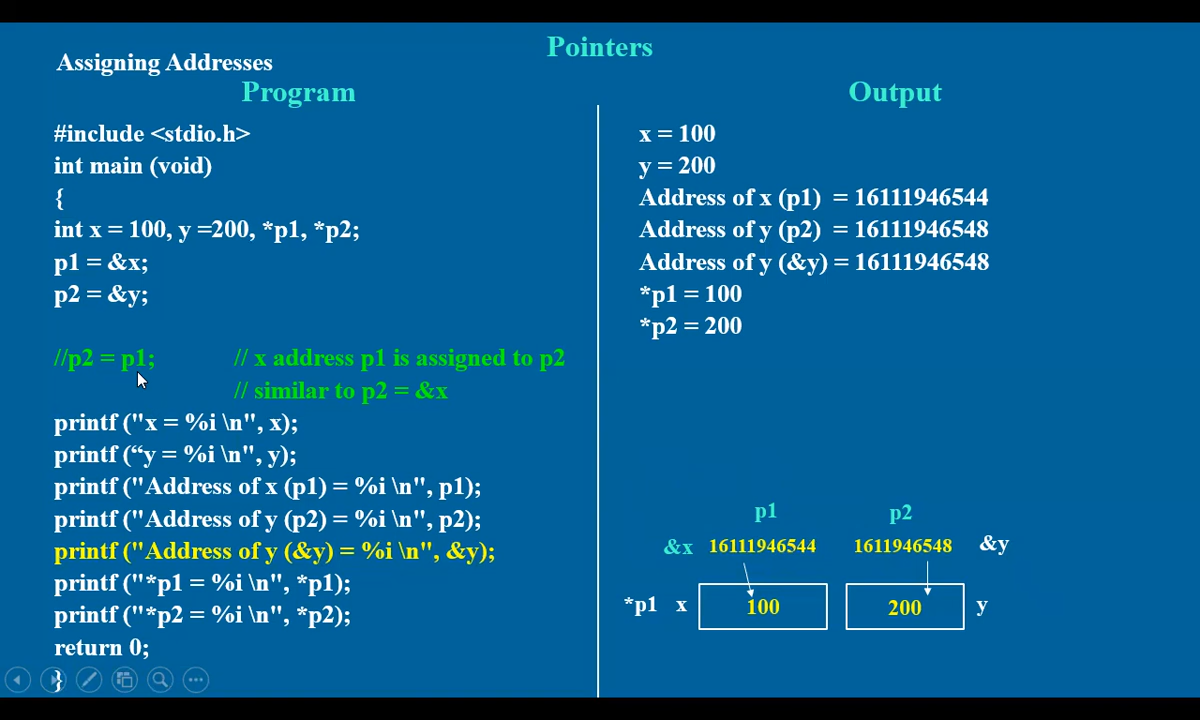 Pointers
Assigning Addresses
Program
#include <stdio.h>
int main (void)
{
int x = 100, y =200, *p1, *p2;
p1 = &x;
p2 = &y;
//p2 = p1; // x address p1 is assigned to p2
// similar to p2 = &x
printf ("x = %i \n", x);
printf (“y = %i \n", y);
printf ("Address of x (p1) = %i \n", p1);
printf ("Address of y (p2) = %i \n", p2);
printf ("Address of y (&y) = %i \n", &y);
printf ("*p1 = %i \n", *p1);
printf ("*p2 = %i \n", *p2);
return 0;
}
Output
x = 100
y = 200
Address of x (p1) = 16111946544
Address of y (p2) = 16111946548
Address of y (&y) = 16111946548
*p1 = 100
*p2 = 200
p1 p2
&x 16111946544 1611946548 &y
*p1 x 100 200 y